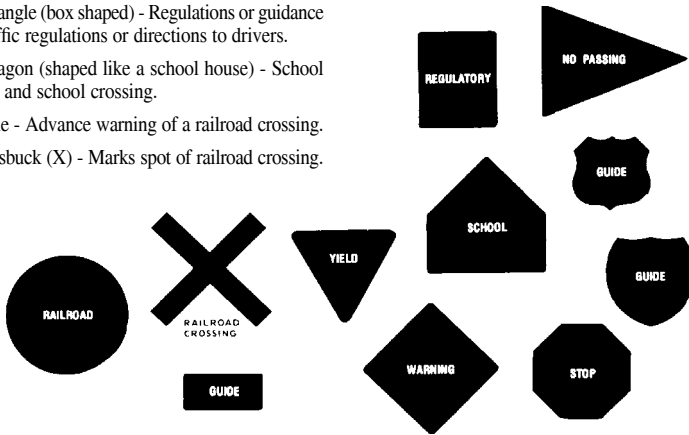 angle (box shaped) - Regulations or guidance
ffic regulations or directions to drivers.
agon (shaped like a school house) - School
and school crossing.
e - Advance warning of a railroad crossing.
sbuck (X) - Marks spot of railroad crossing.
REGULATORY
NO PASSING
GUIDE
SCHOOL
YIELD
GUIDE
RAILROAD
RAILROAD
CROSSING
WARNING
STOP
GUIDE